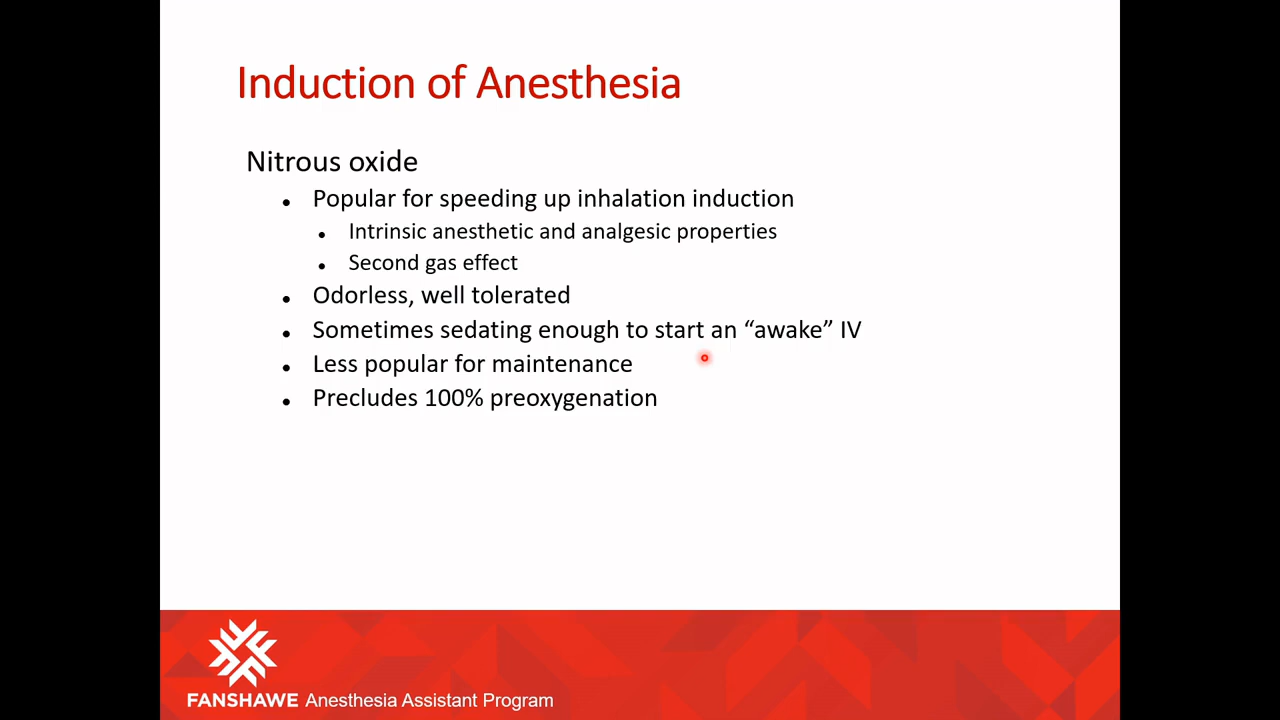 Induction of Anesthesia
Nitrous oxide
• Popular for speeding up inhalation induction
• Intrinsic anesthetic and analgesic properties
• Second gas effect
• Odorless, well tolerated
• Sometimes sedating enough to start an “awake” IV
• Less popular for maintenance
• Precludes 100% preoxygenation
FANSHAWE Anesthesia Assistant Program